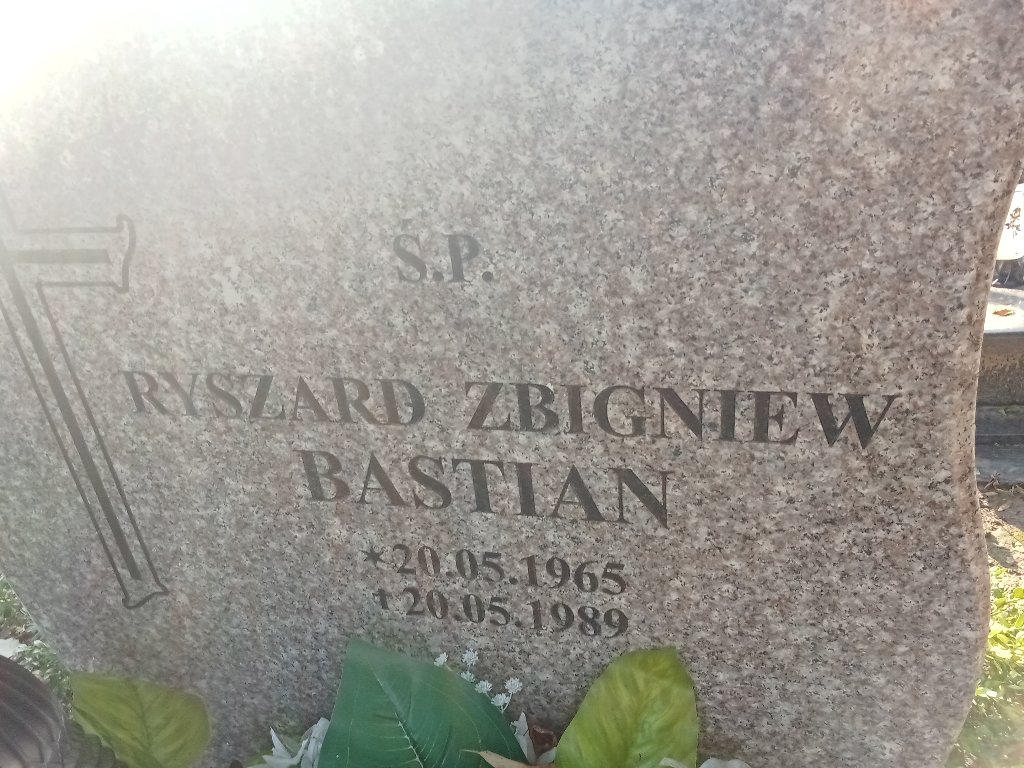 S.P.
RYSZARD ZBIGNIEW
BASTIAN
*20.05.1965
†20.05.1989